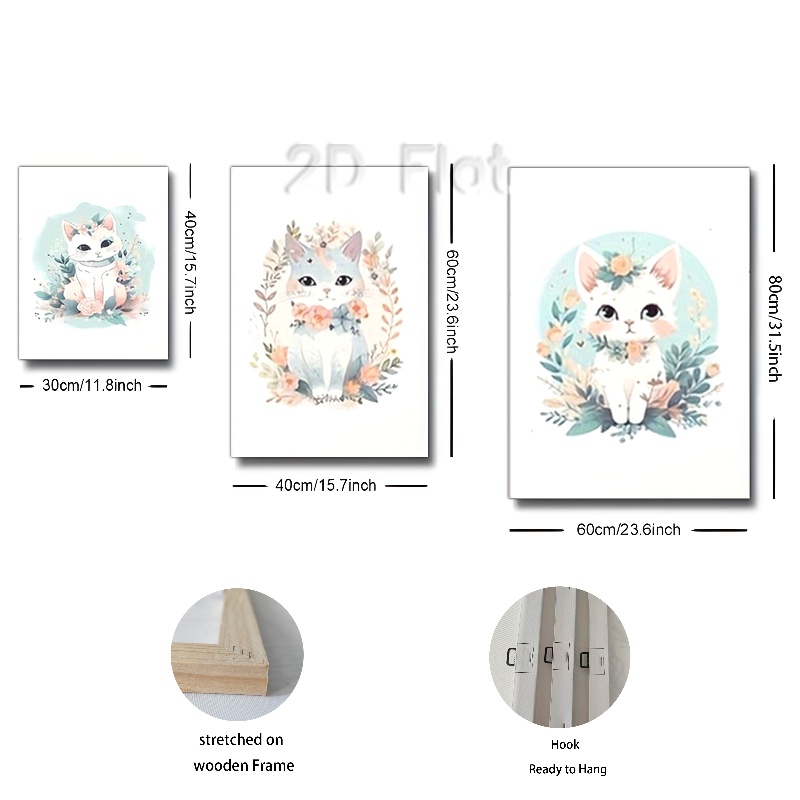 2D Flat
40cm/15.7inch
30cm/11.8inch
60cm/23.6inch
40cm/15.7inch
80cm/31.5inch
60cm/23.6inch
stretched on
wooden Frame
Hook
Ready to Hang